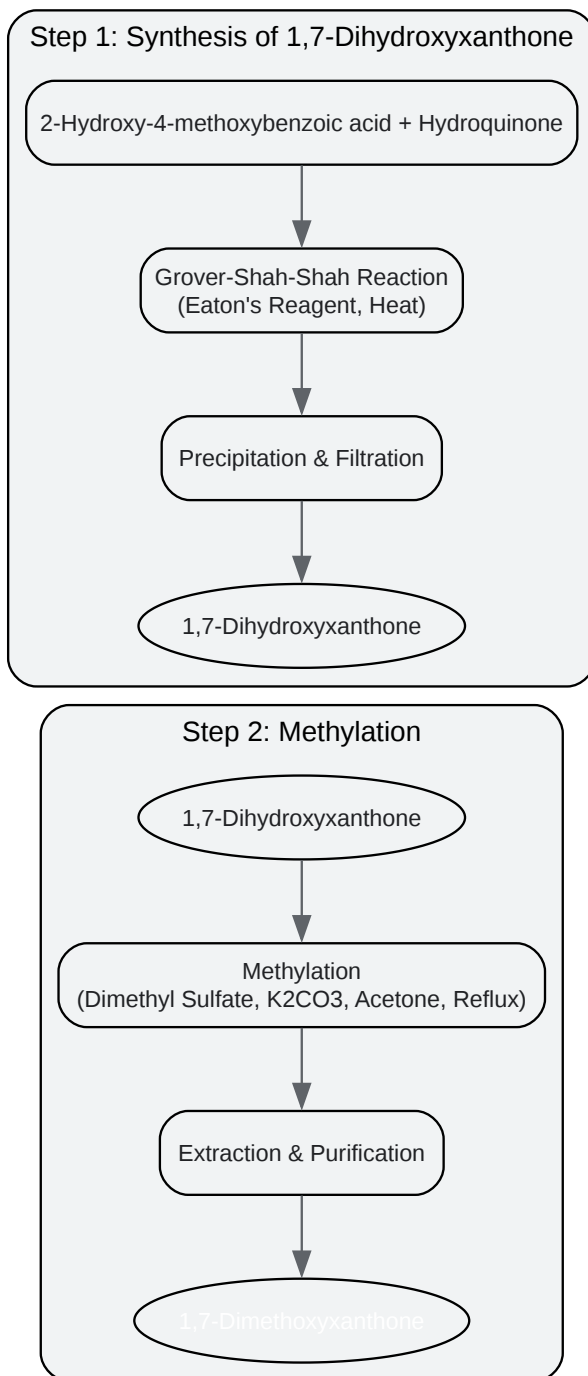 Step 1: Synthesis of 1,7-Dihydroxyxanthone
2-Hydroxy-4-methoxybenzoic acid + Hydroquinone
Grover-Shah-Shah Reaction
(Eaton's Reagent, Heat)
Precipitation & Filtration
1,7-Dihydroxyxanthone
Step 2: Methylation
1,7-Dihydroxyxanthone
Methylation
(Dimethyl Sulfate, K2CO3, Acetone, Reflux)
Extraction & Purification
1,7-Dimethoxyxanthone